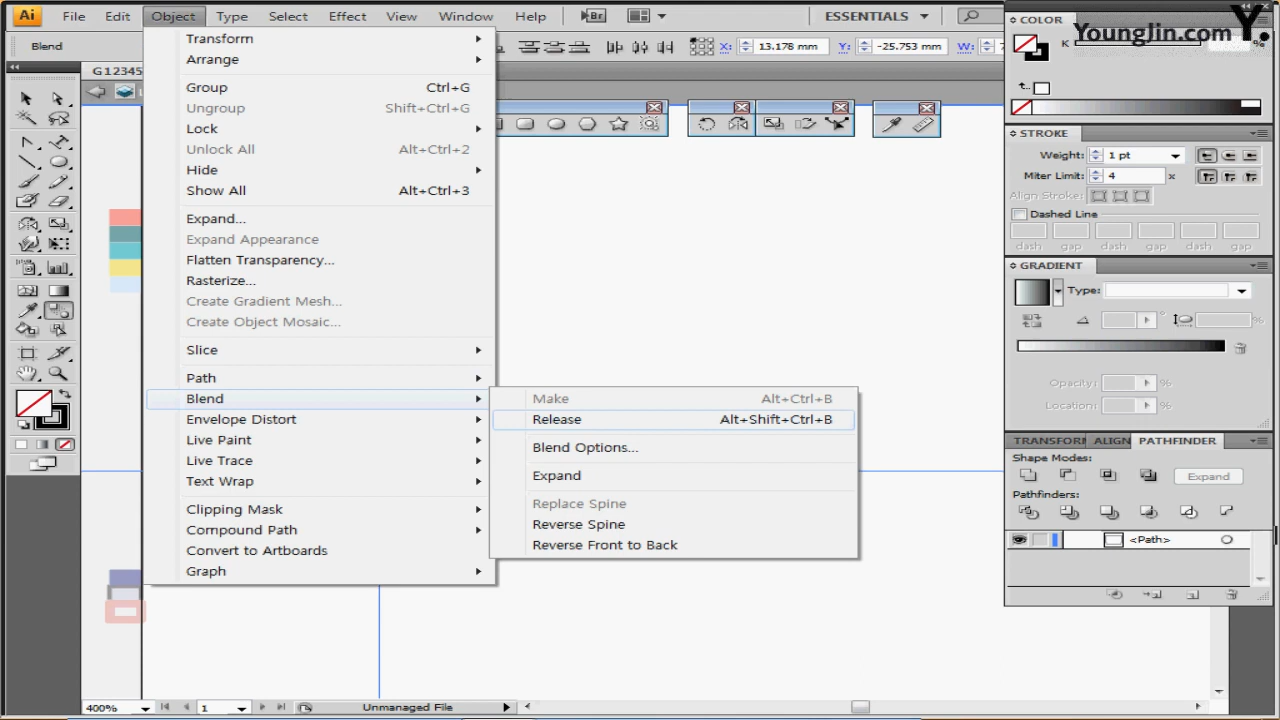 Ai File Edit Object Type Select Effect View Window Help Br ESSENTIALS
YoungJin.com Y.
Blend X: 13.178 mm Y: -25.753 mm W:
G12345
Transform
Arrange
Group Ctrl+G
Ungroup Shift+Ctrl+G
Lock
Unlock All Alt+Ctrl+2
Hide
Show All Alt+Ctrl+3
Expand...
Expand Appearance
Flatten Transparency...
Rasterize...
Create Gradient Mesh...
Create Object Mosaic...
Slice
Path
Blend
Envelope Distort
Live Paint
Live Trace
Text Wrap
Clipping Mask
Compound Path
Convert to Artboards
Graph
Make Alt+Ctrl+B
Release Alt+Shift+Ctrl+B
Blend Options...
Expand
Replace Spine
Reverse Spine
Reverse Front to Back
COLOR
K %
STROKE
Weight: 1 pt
Miter Limit: 4 x
Align Stroke:
Dashed Line
dash gap dash gap dash gap
GRADIENT
Type:
° %
Opacity: %
Location: %
TRANSFORM ALIGN PATHFINDER
Shape Modes:
Expand
Pathfinders:
<Path>
400% 1 Unmanaged File